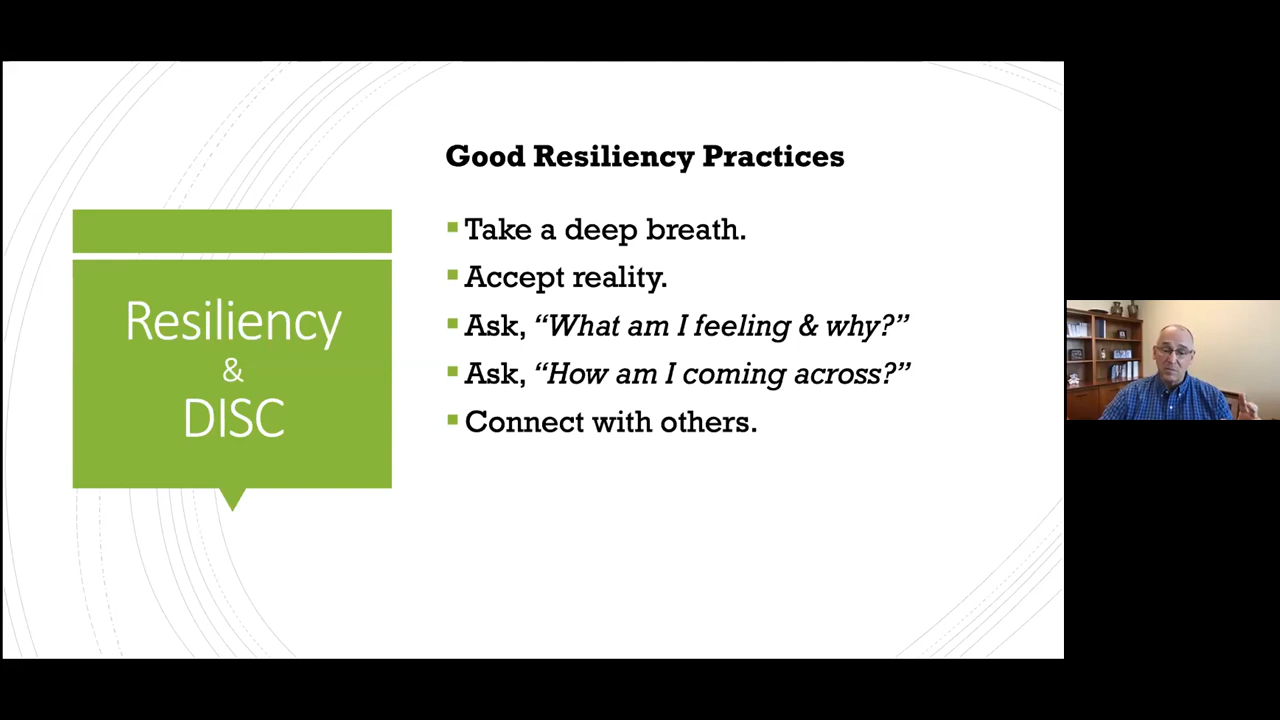 Good Resiliency Practices
Resiliency
&
DISC
Take a deep breath.
Accept reality.
Ask, “What am I feeling & why?”
Ask, “How am I coming across?”
Connect with others.